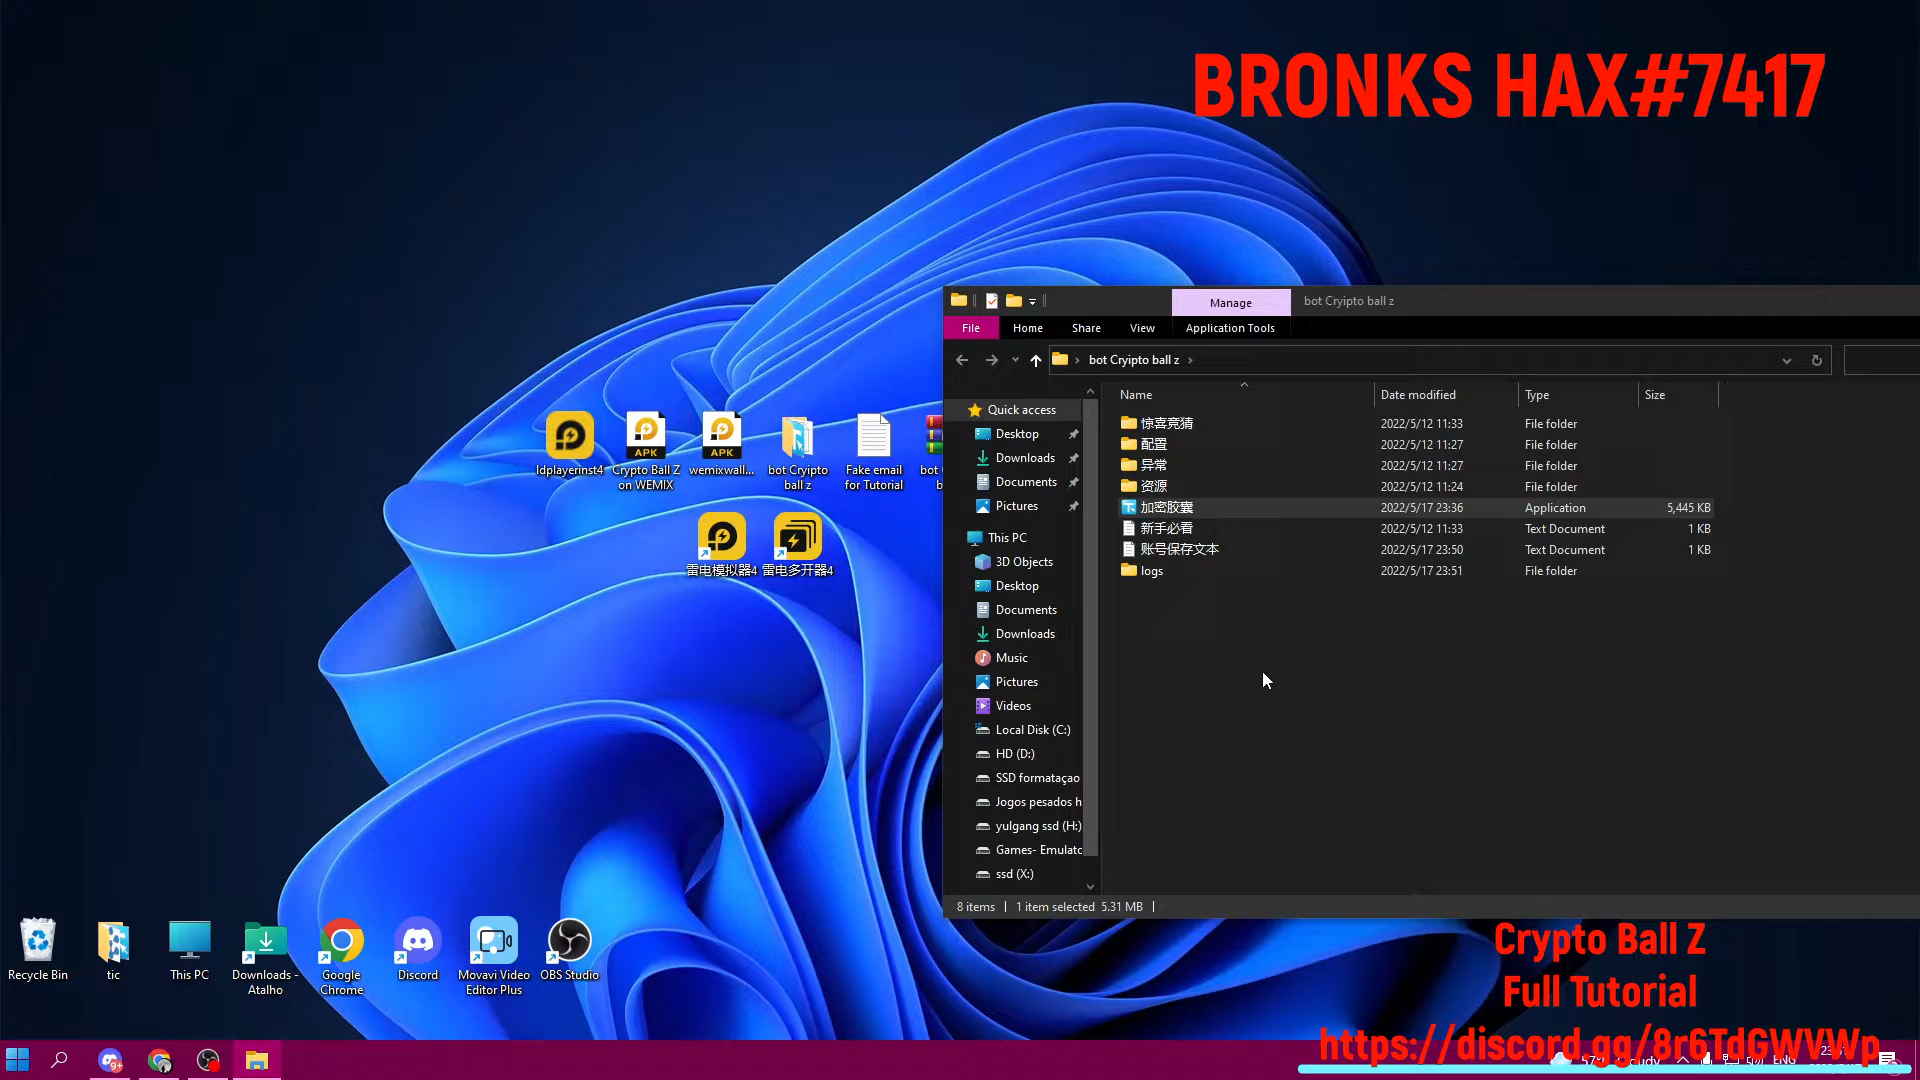 BRONKS HAX#7417
Manage
bot Cryipto ball z
File
Home
Share
View
Application Tools
bot Cryipto ball z
Name
Date modified
Type
Size
Quick access
Desktop
Downloads
Documents
Pictures
This PC
3D Objects
Desktop
Documents
Downloads
Music
Pictures
Videos
Local Disk (C:)
HD (D:)
SSD formataçao
Jogos pesados h
yulgang ssd (H:)
Games- Emulato
ssd (X:)
惊喜竞猜 2022/5/12 11:33 File folder
配置 2022/5/12 11:27 File folder
异常 2022/5/12 11:27 File folder
资源 2022/5/12 11:24 File folder
加密胶囊 2022/5/17 23:36 Application 5,445 KB
新手必看 2022/5/12 11:33 Text Document 1 KB
账号保存文本 2022/5/17 23:50 Text Document 1 KB
logs 2022/5/17 23:51 File folder
8 items
1 item selected 5.31 MB
ldplayerinst4
APK
Crypto Ball Z
on WEMIX
APK
wemixwall...
bot Cryipto
ball z
Fake email
for Tutorial
bot
雷电模拟器4
雷电多开器4
Recycle Bin
tic
This PC
Downloads -
Atalho
Google
Chrome
Discord
Movavi Video
Editor Plus
OBS Studio
Crypto Ball Z
Full Tutorial
https://discord.gg/8r6TdGWVWp
9+
ENG